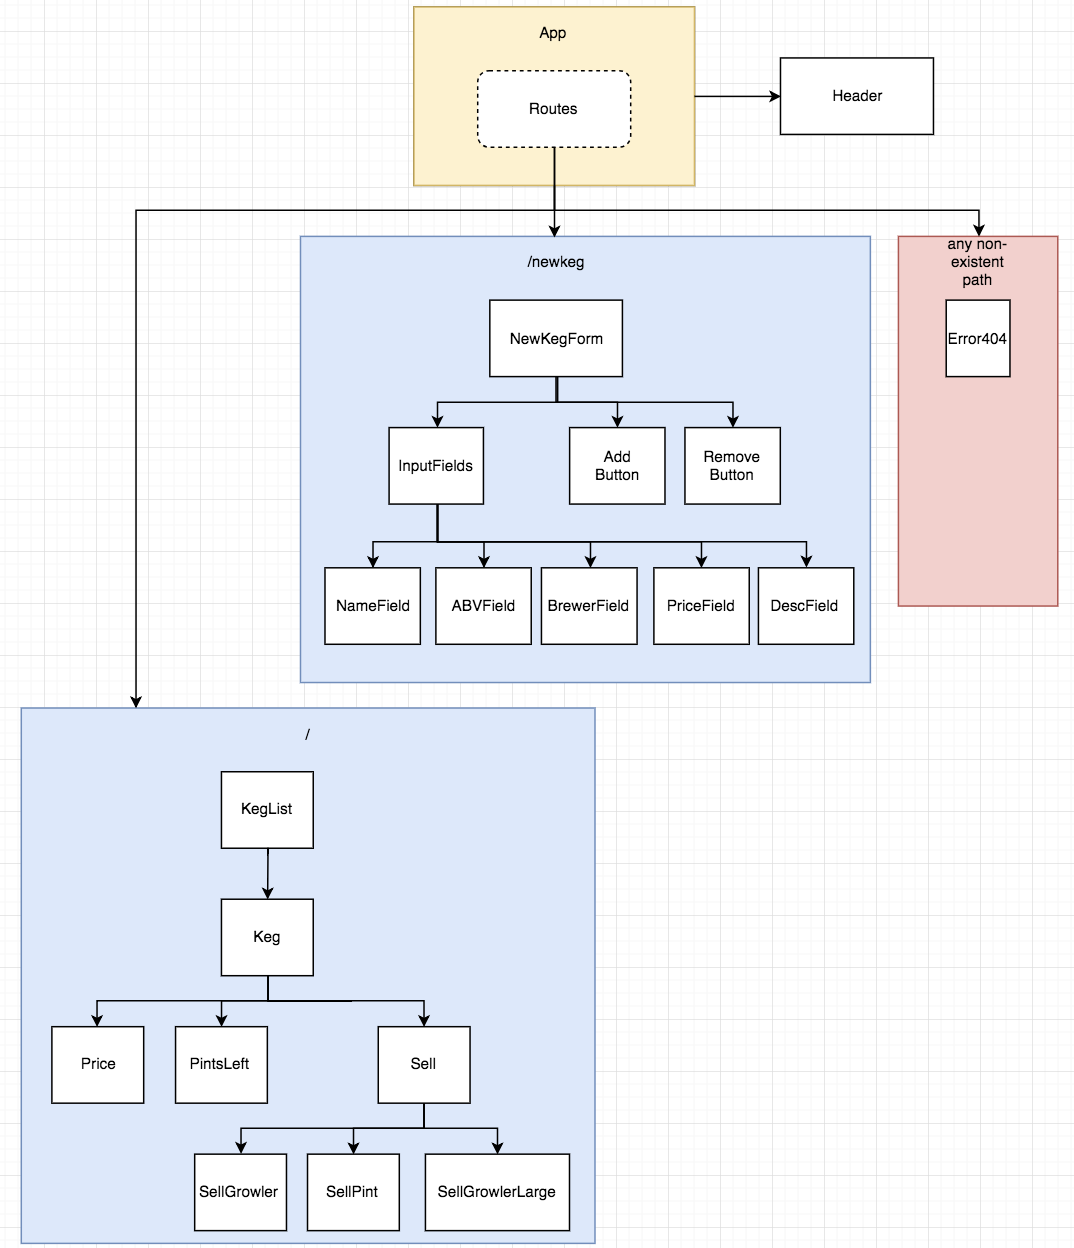 App
Routes
Header
/newkeg
any non-
existent
path
NewKegForm
Error404
InputFields
Add
Button
Remove
Button
NameField
ABVField
BrewerField
PriceField
DescField
/
KegList
Keg
Price
PintsLeft
Sell
SellGrowler
SellPint
SellGrowlerLarge